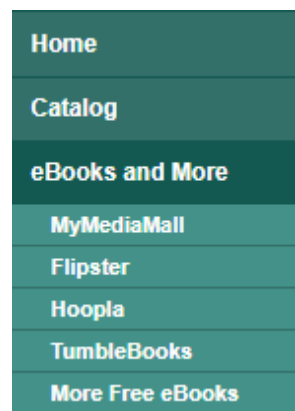 Home
Catalog
eBooks and More
MyMediaMall
Flipster
Hoopla
TumbleBooks
More Free eBooks